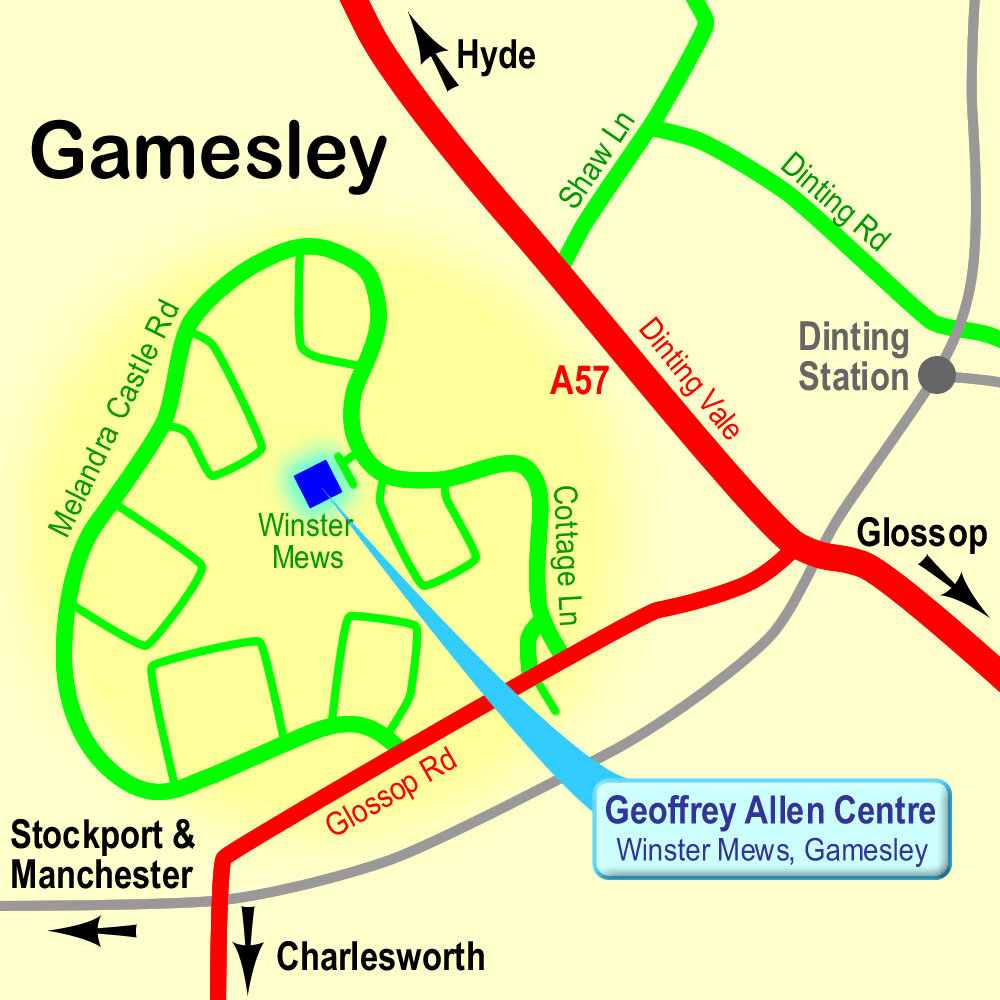 Hyde
Gamesley
Shaw Ln
Dinting Rd
Melandra Castle Rd
Dinting
Station
A57
Dinting Vale
Winster
Mews
Cottage Ln
Glossop
Glossop Rd
Geoffrey Allen Centre
Winster Mews, Gamesley
Stockport &
Manchester
Charlesworth